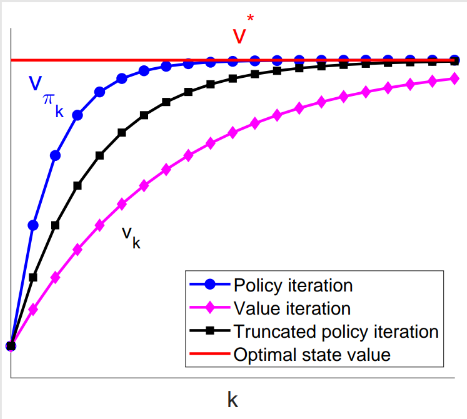 v*
vπk
vk
Policy iteration
Value iteration
Truncated policy iteration
Optimal state value
k